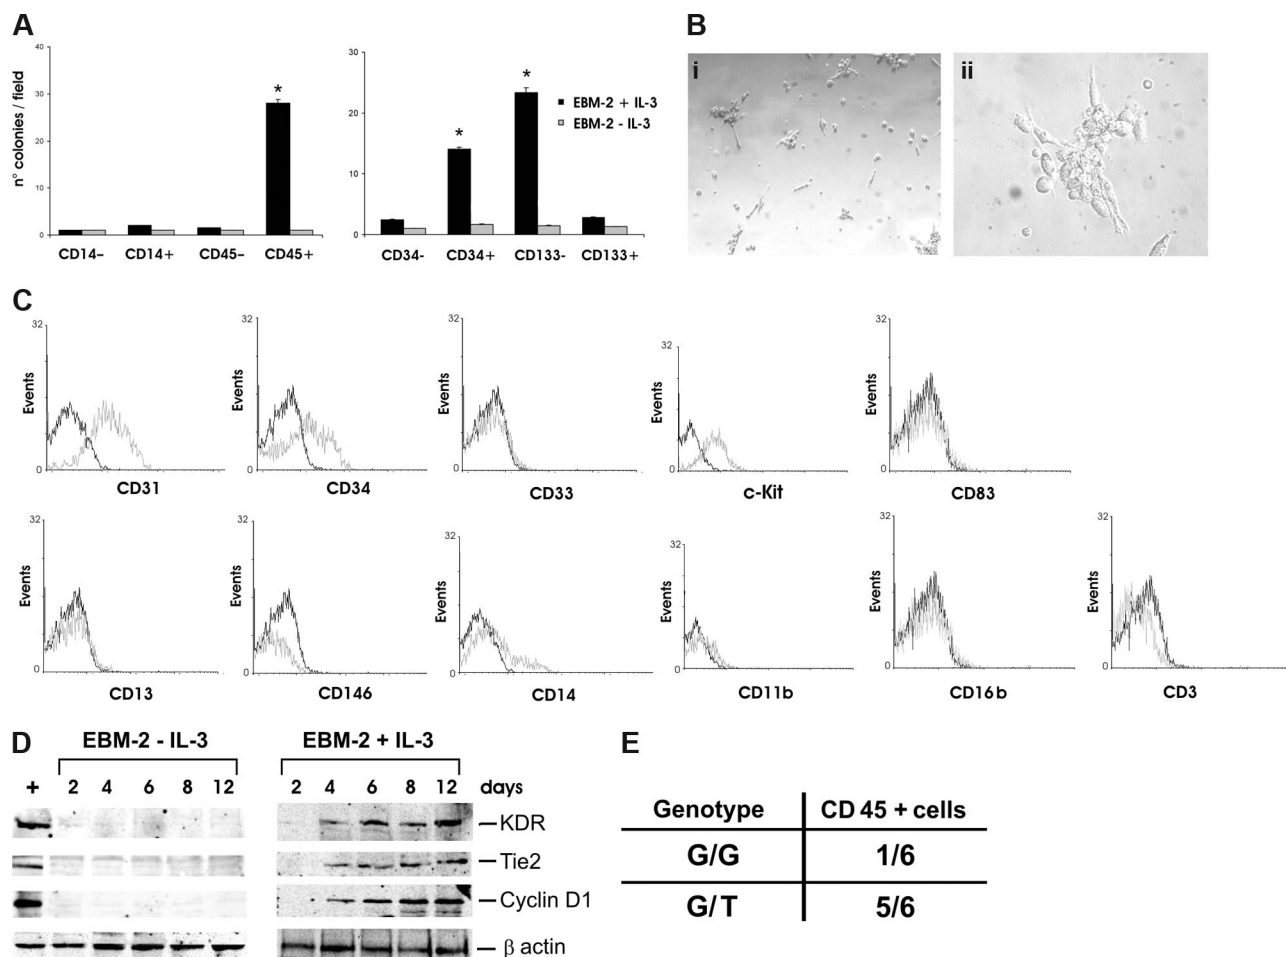 A
B
40
30
20
10
0
n° colonies / field
*
CD14– CD14+ CD45– CD45+
30
20
10
0
*
*
EBM-2 + IL-3
EBM-2 - IL-3
CD34- CD34+ CD133- CD133+
i
ii
C
32
Events
0
CD31
32
Events
0
CD34
32
Events
0
CD33
32
Events
0
c-Kit
32
Events
0
CD83
32
Events
0
CD13
32
Events
0
CD146
32
Events
0
CD14
32
Events
0
CD11b
32
Events
0
CD16b
32
Events
0
CD3
D
EBM-2 - IL-3
EBM-2 + IL-3
+ 2 4 6 8 12
2 4 6 8 12 days
KDR
Tie2
Cyclin D1
β actin
E
Genotype CD 45 + cells
G/G 1/6
G/T 5/6